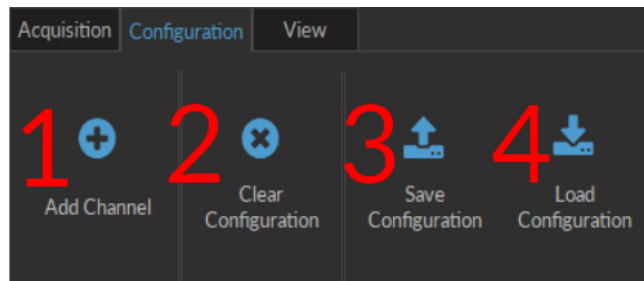 Acquisition Configuration View
1 2 3 4
Add Channel
Clear
Configuration
Save
Configuration
Load
Configuration